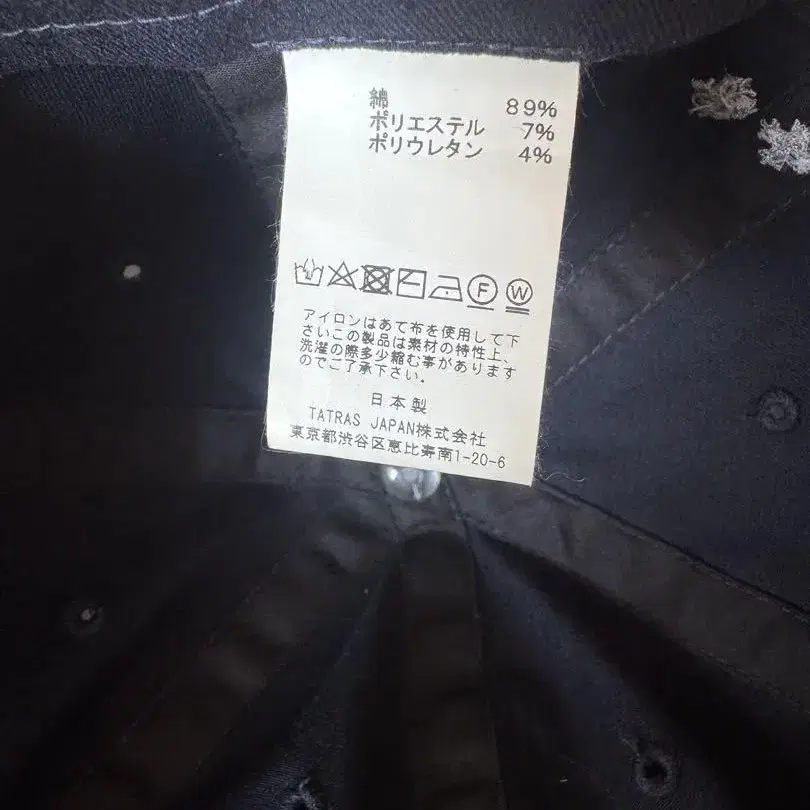 綿 89%
ポリエステル 7%
ポリウレタン 4%
F W
アイロンはあて布を使用して下
さいこの製品は素材の特性上、
洗濯の際多少縮む事があります
のでご了承下さい。
日本製
TATRAS JAPAN株式会社
東京都渋谷区恵比寿南1-20-6